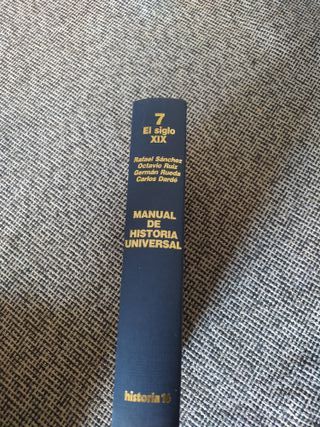 7
El siglo
XIX
Rafael Sánchez
Octavio Ruiz
Germán Rueda
Carlos Dardé
MANUAL
DE
HISTORIA
UNIVERSAL
historia 16